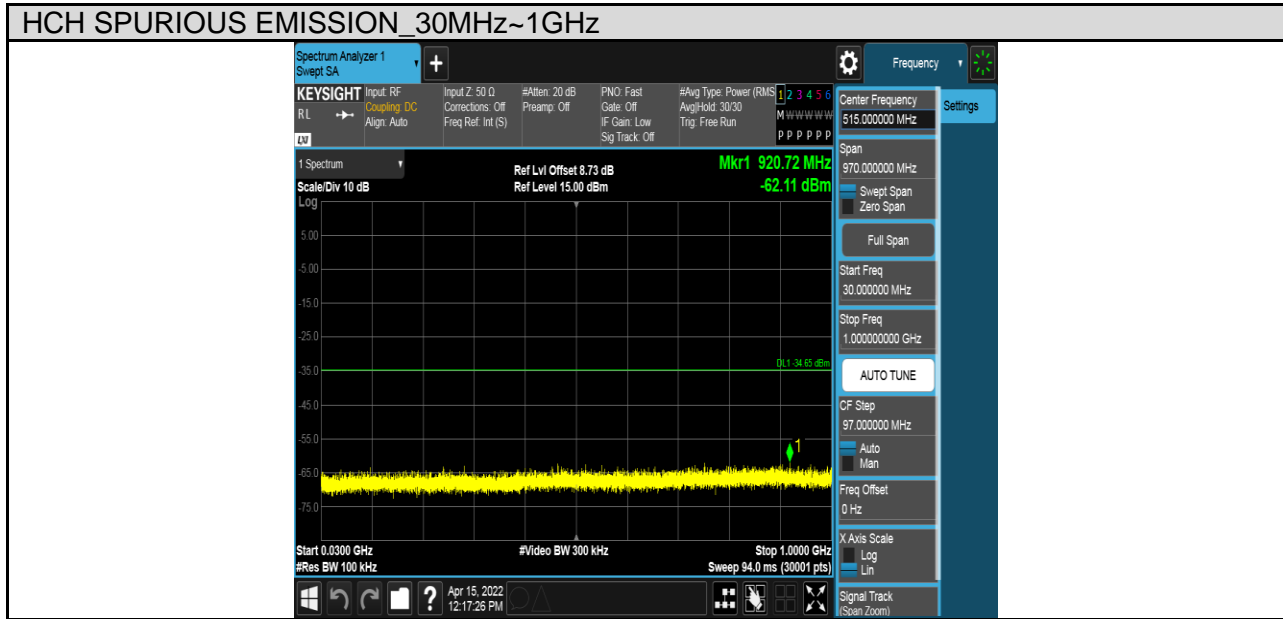 HCH SPURIOUS EMISSION_30MHz~1GHz
Spectrum Analyzer 1
Swept SA
+
Frequency
KEYSIGHT
RL
LXI
Input: RF
Coupling: DC
Align: Auto
Input Z: 50 Ω
Corrections: Off
Freq Ref: Int (S)
#Atten: 20 dB
Preamp: Off
PNO: Fast
Gate: Off
IF Gain: Low
Sig Track: Off
#Avg Type: Power (RMS
Avg|Hold: 30/30
Trig: Free Run
1 2 3 4 5 6
M W W W W W
P P P P P P
1 Spectrum
Scale/Div 10 dB
Log
Ref Lvl Offset 8.73 dB
Ref Level 15.00 dBm
Mkr1 920.72 MHz
-62.11 dBm
5.00
-5.00
-15.0
-25.0
-35.0
DL1 -34.65 dBm
-45.0
-55.0
1
-65.0
-75.0
Start 0.0300 GHz
#Res BW 100 kHz
#Video BW 300 kHz
Stop 1.0000 GHz
Sweep 94.0 ms (30001 pts)
?
Apr 15, 2022
12:17:26 PM
Center Frequency
515.000000 MHz
Settings
Span
970.000000 MHz
Swept Span
Zero Span
Full Span
Start Freq
30.000000 MHz
Stop Freq
1.000000000 GHz
AUTO TUNE
CF Step
97.000000 MHz
Auto
Man
Freq Offset
0 Hz
X Axis Scale
Log
Lin
Signal Track
(Span Zoom)